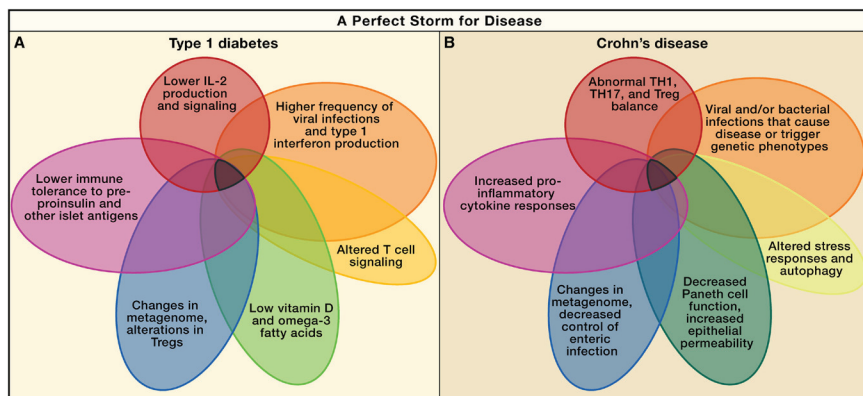 A Perfect Storm for Disease
A
Type 1 diabetes
Lower IL-2
production
and signaling
Higher frequency of
viral infections
and type 1
interferon production
Lower immune
tolerance to pre-
proinsulin and
other islet antigens
Altered T cell
signaling
Changes in
metagenome,
alterations in
Tregs
Low vitamin D
and omega-3
fatty acids
B
Crohn's disease
Abnormal TH1,
TH17, and Treg
balance
Viral and/or bacterial
infections that cause
disease or trigger
genetic phenotypes
Increased pro-
inflammatory
cytokine responses
Altered stress
responses and
autophagy
Changes in
metagenome,
decreased
control of
enteric
infection
Decreased
Paneth cell
function,
increased
epithelial
permeability